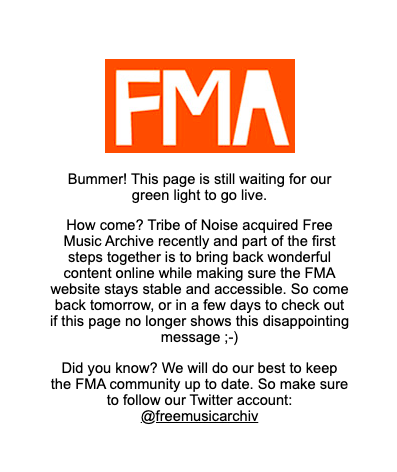 FMA
Bummer! This page is still waiting for our
green light to go live.
How come? Tribe of Noise acquired Free
Music Archive recently and part of the first
steps together is to bring back wonderful
content online while making sure the FMA
website stays stable and accessible. So come
back tomorrow, or in a few days to check out
if this page no longer shows this disappointing
message ;-)
Did you know? We will do our best to keep
the FMA community up to date. So make sure
to follow our Twitter account:
@freemusicarchiv